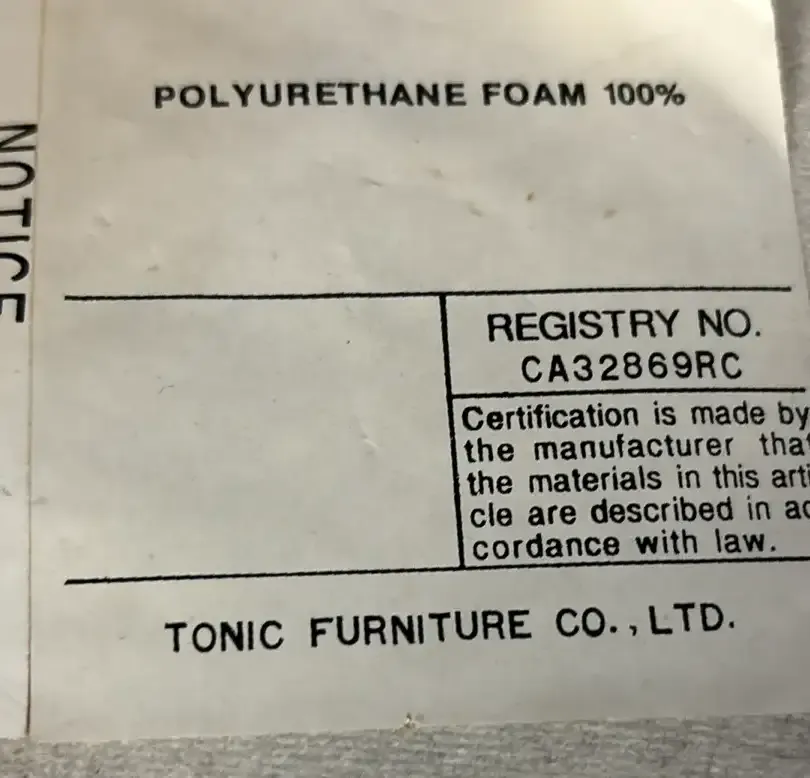 NOTICE
POLYURETHANE FOAM 100%
REGISTRY NO.
CA32869RC
Certification is made by
the manufacturer that
the materials in this arti
cle are described in ac
cordance with law.
TONIC FURNITURE CO., LTD.